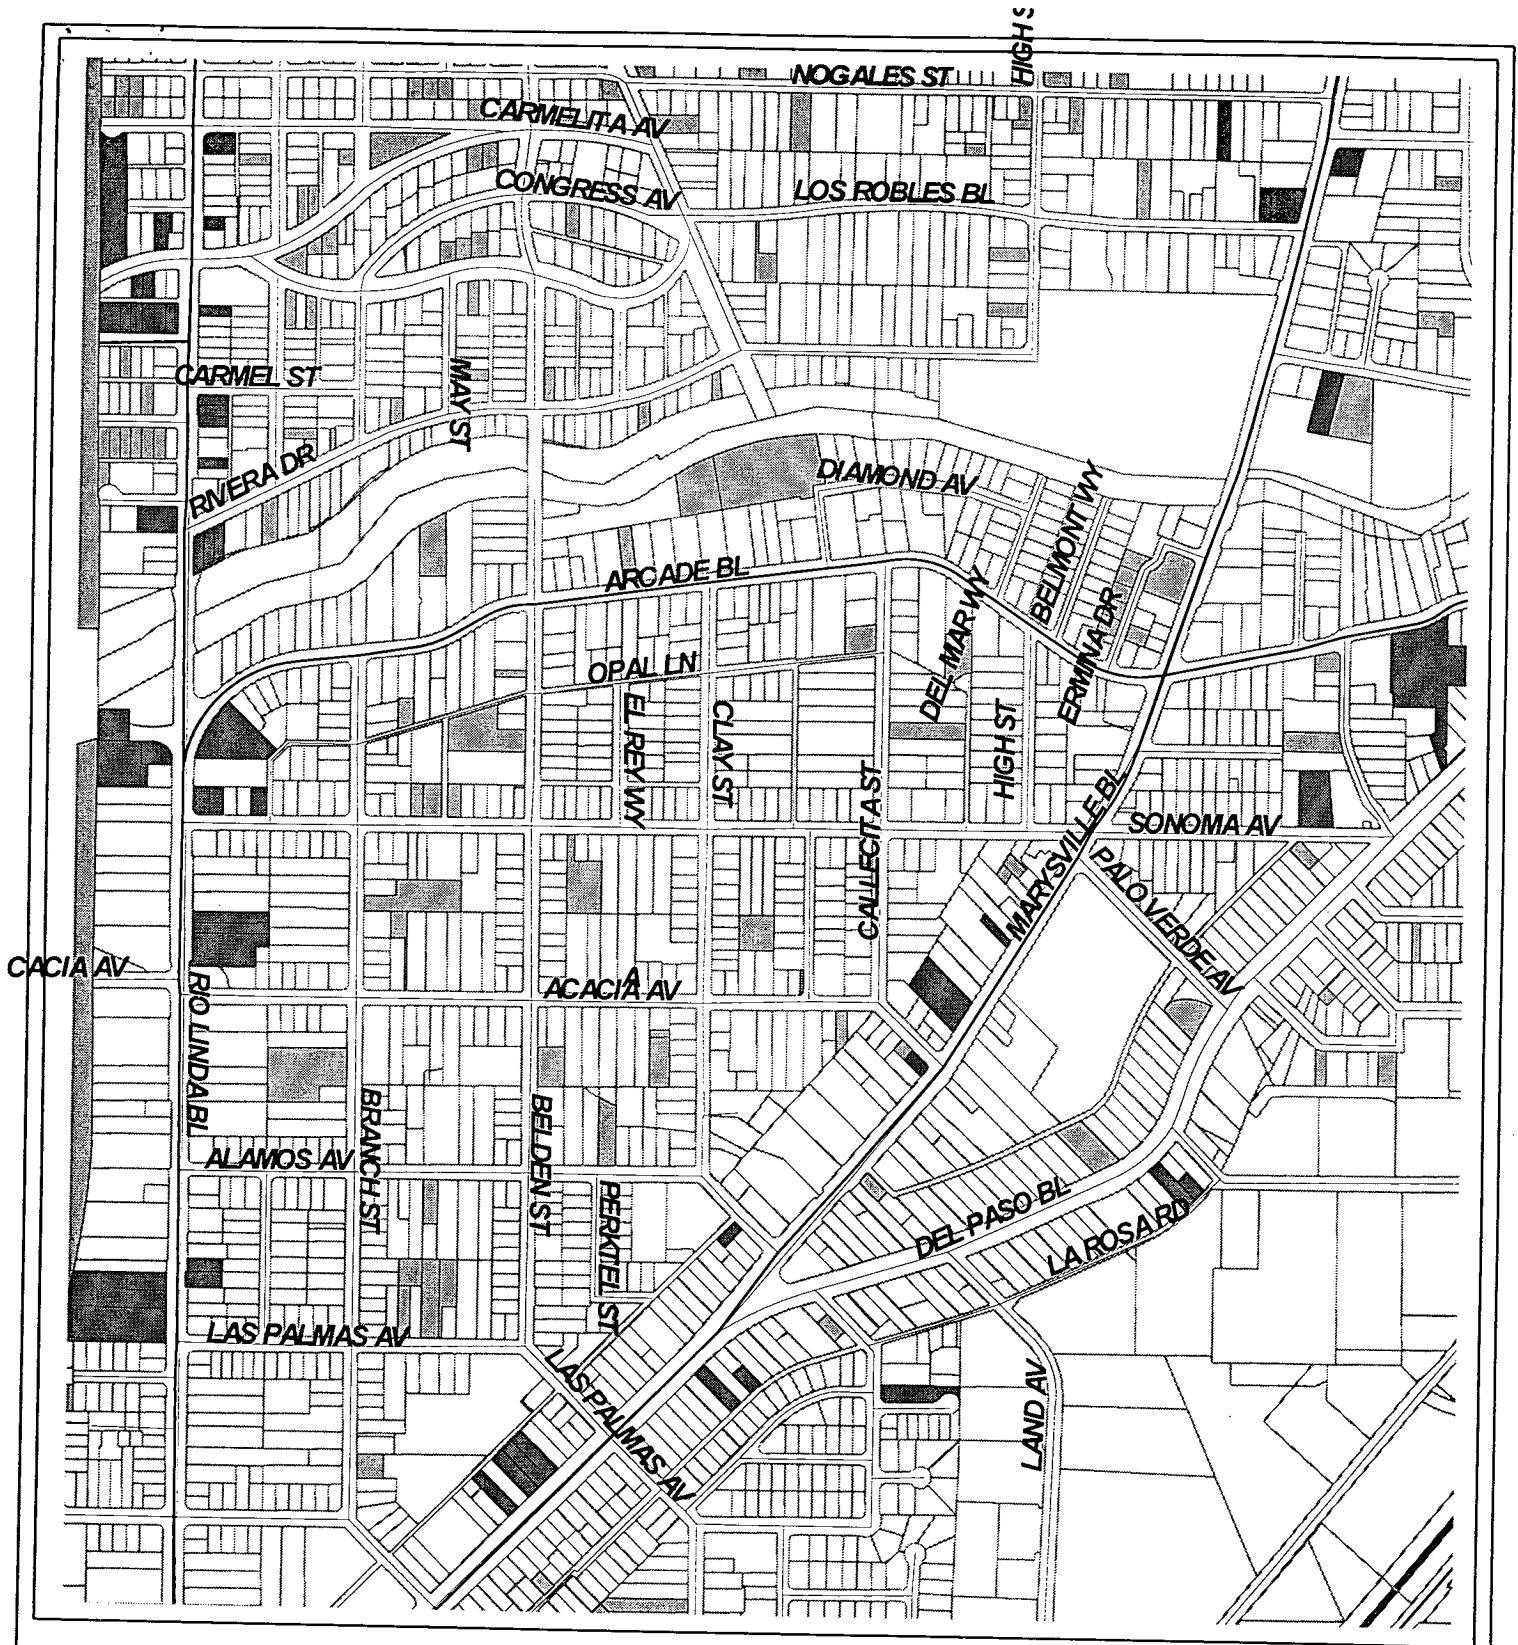 HIGH S
NOGALES ST
CARMELITA AV
CONGRESS AV
LOS ROBLES BL
CARMEL ST
MAY ST
RIVERA DR
DIAMOND AV
BELMONT WY
ARCADE BL
DEL MAR WY
ERMINA DR
OPAL LN
EL REY WY
CLAY ST
HIGH ST
CALLECITA ST
MARYSVILLE BL
SONOMA AV
PALO VERDE AV
CACIA AV
RIO LINDA BL
A
ACACIA AV
BRANCH ST
BELDEN ST
ALAMOS AV
PERKTEL ST
DEL PASO BL
LA ROSA RD
LAS PALMAS AV
LAS PALMAS AV
LAND AV